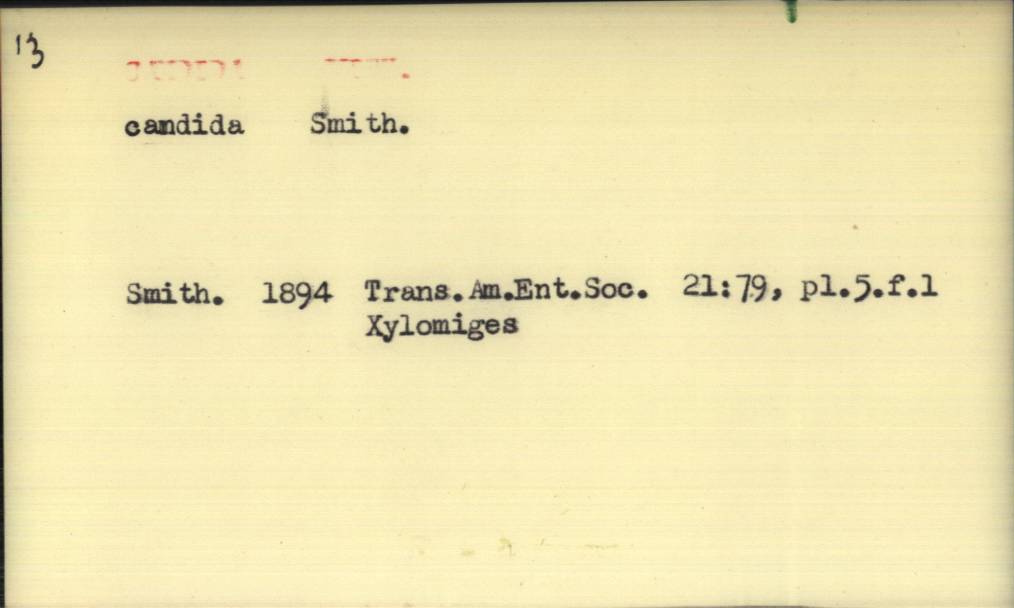 13
candida Smith.
Smith. 1894 Trans.Am.Ent.Soc. 21:79, pl.5.f.1
Xylomiges